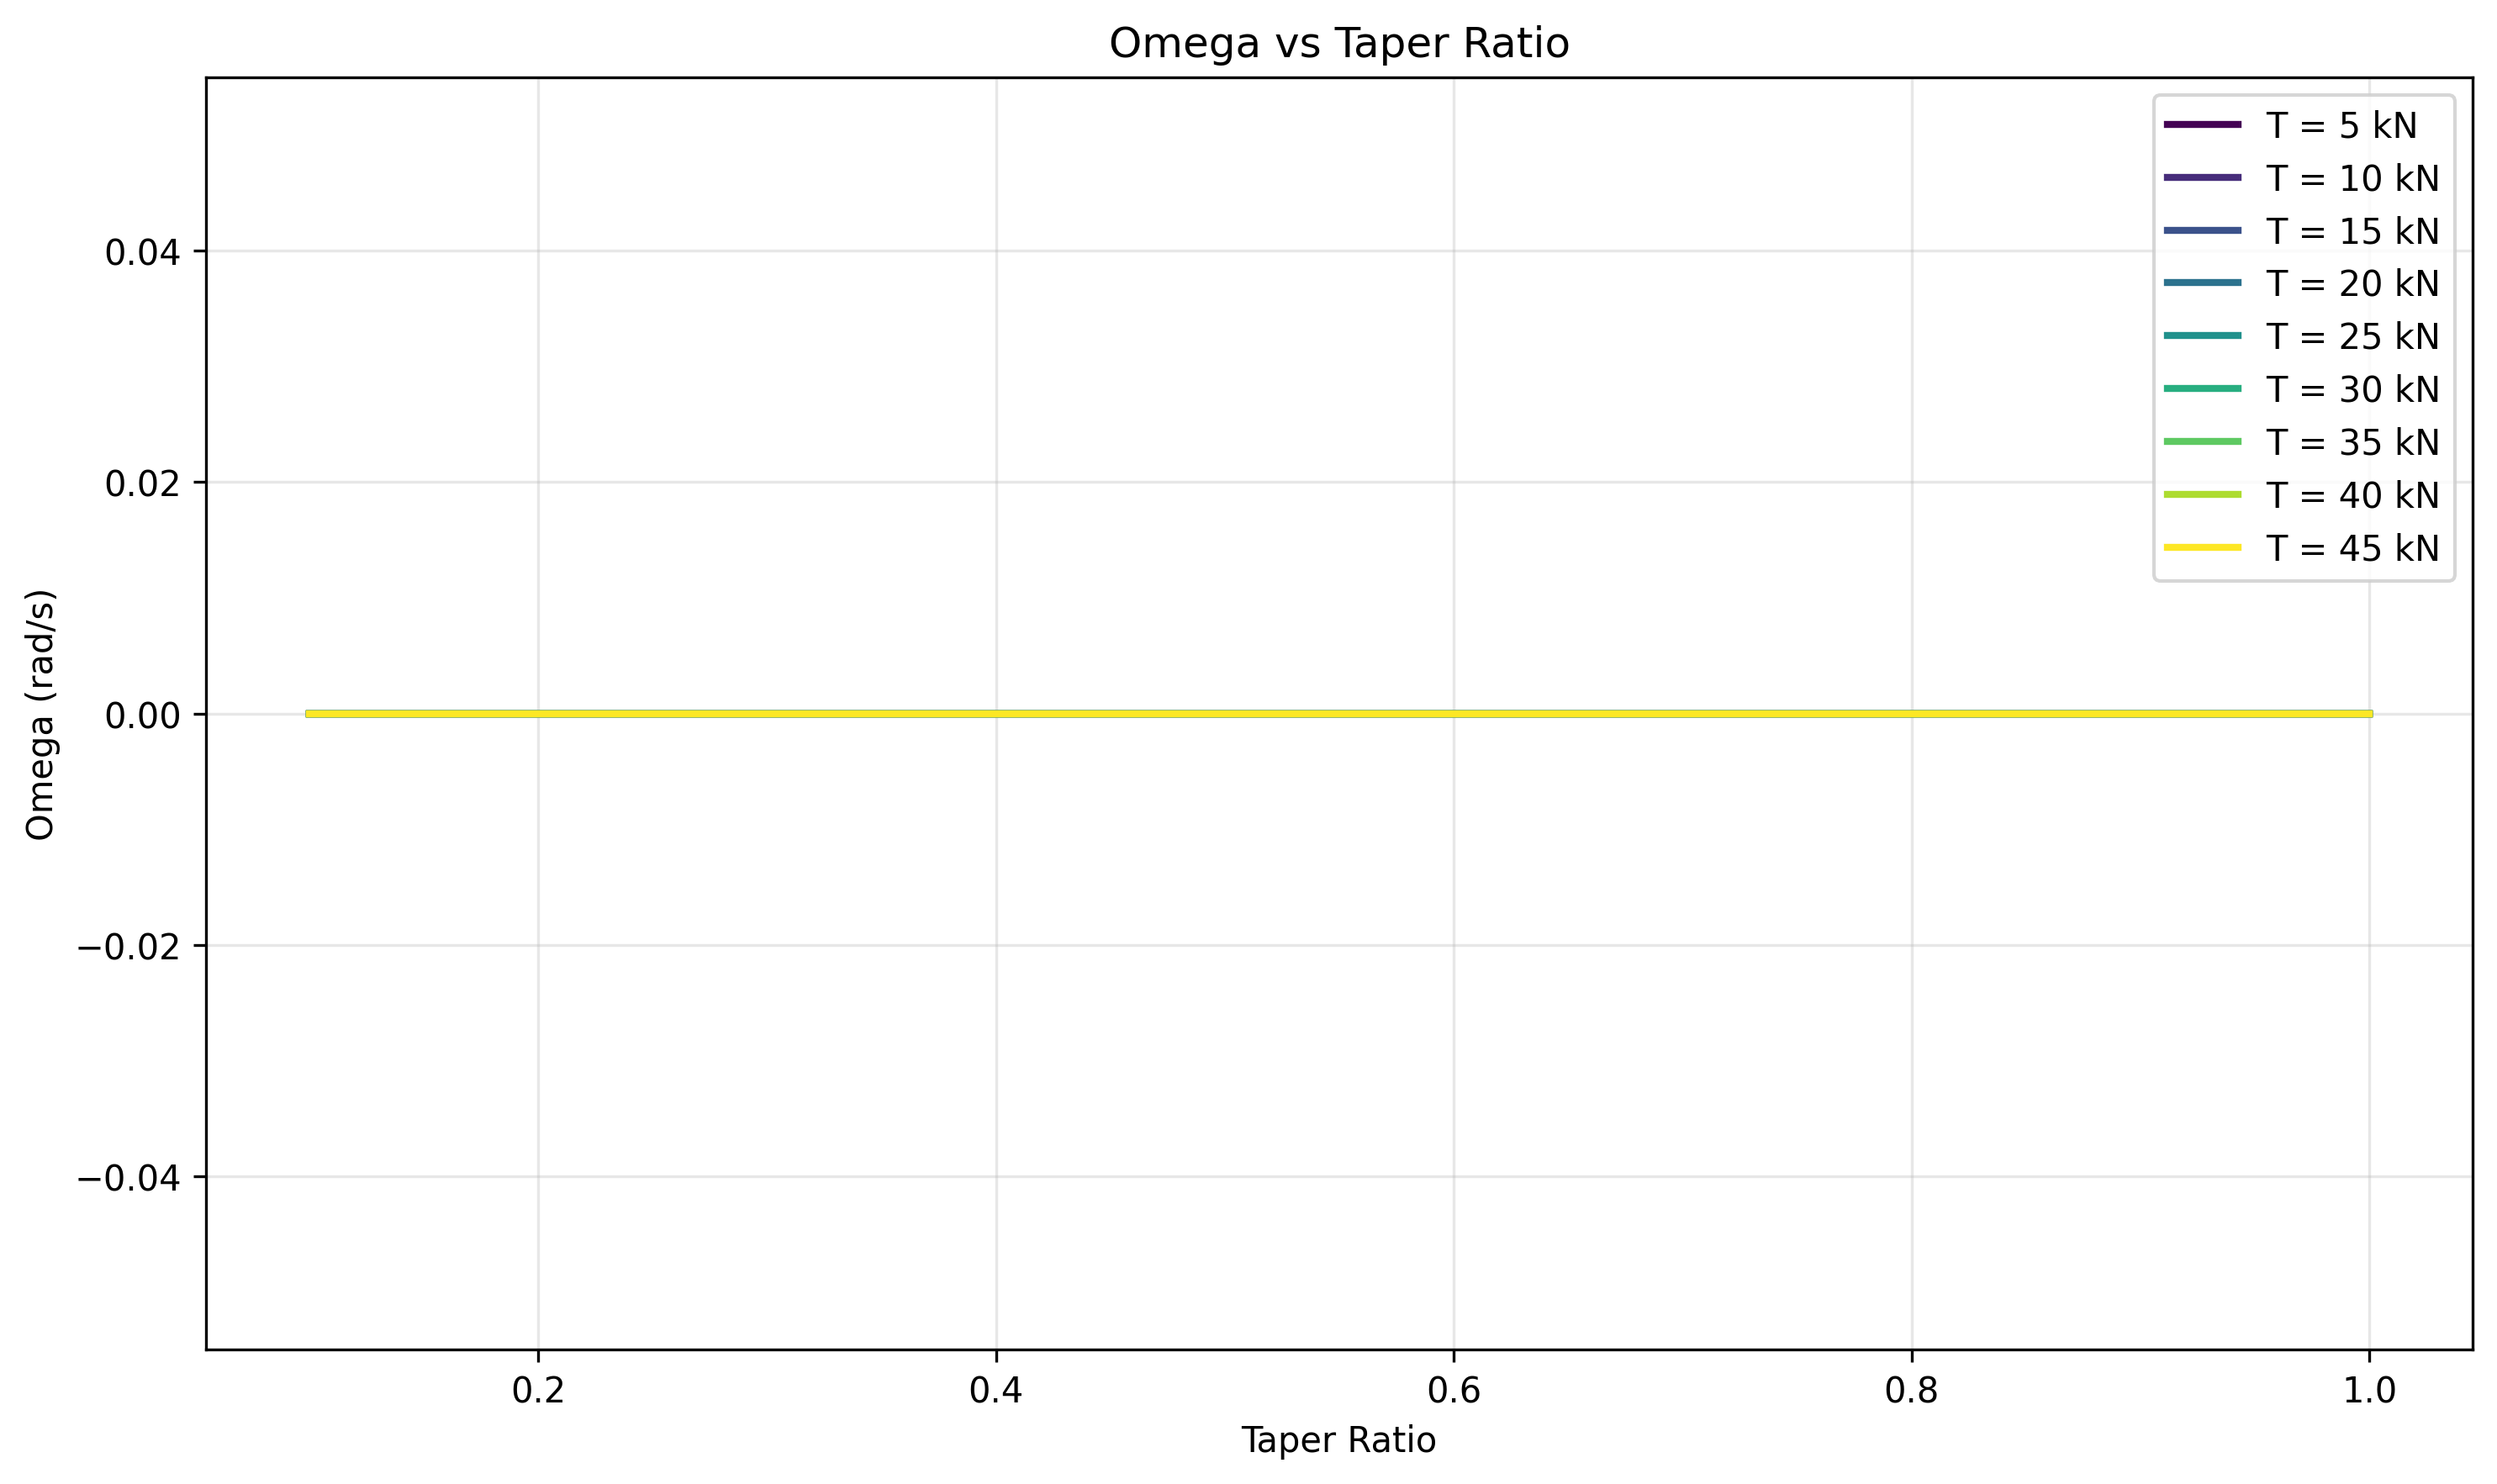 Omega vs Taper Ratio
T = 5 kN
T = 10 kN
T = 15 kN
T = 20 kN
T = 25 kN
T = 30 kN
T = 35 kN
T = 40 kN
T = 45 kN
Omega (rad/s)
0.04
0.02
0.00
−0.02
−0.04
0.2 0.4 0.6 0.8 1.0
Taper Ratio